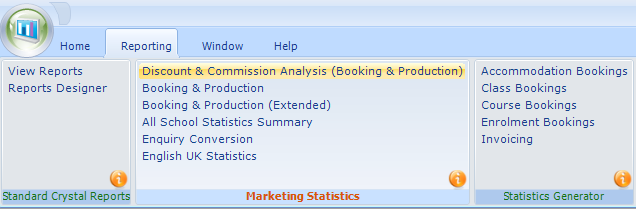 Home Reporting Window Help
View Reports
Reports Designer
Standard Crystal Reports
Discount & Commission Analysis (Booking & Production)
Booking & Production
Booking & Production (Extended)
All School Statistics Summary
Enquiry Conversion
English UK Statistics
Marketing Statistics
Accommodation Bookings
Class Bookings
Course Bookings
Enrolment Bookings
Invoicing
Statistics Generator